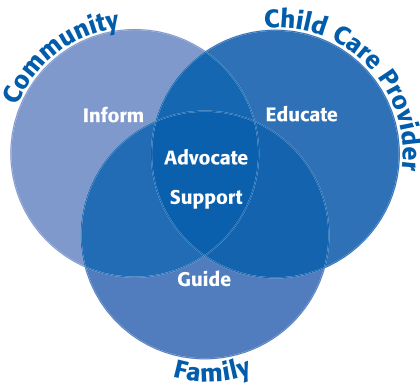 Community
Child Care Provider
Inform
Educate
Advocate
Support
Guide
Family